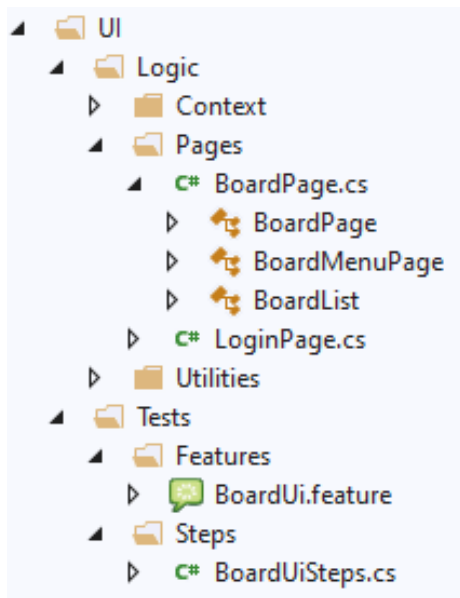 UI
Logic
Context
Pages
C# BoardPage.cs
BoardPage
BoardMenuPage
BoardList
C# LoginPage.cs
Utilities
Tests
Features
BoardUi.feature
Steps
C# BoardUiSteps.cs